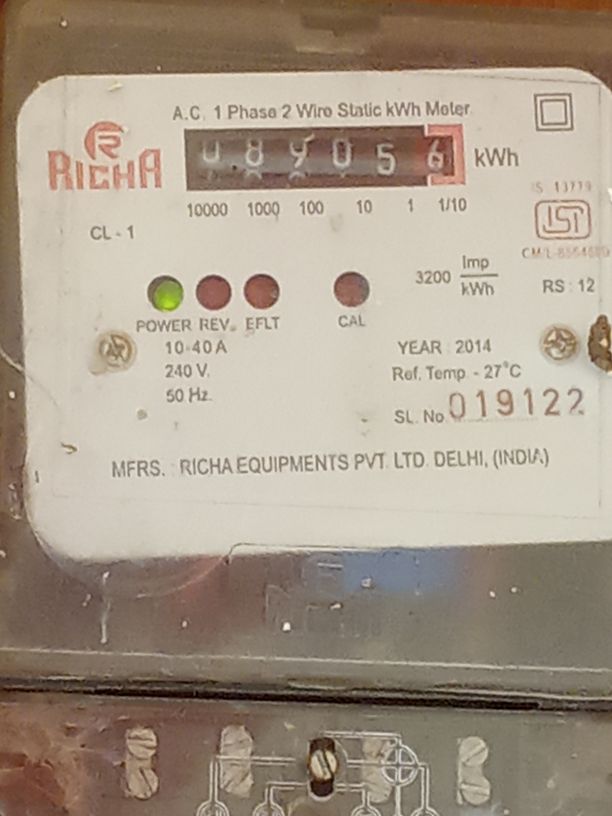 A.C. 1 Phase 2 Wire Static kWh Meter
R
RICHA
089056 kWh
10000 1000 100 10 1 1/10
CL - 1
IS: 13779
ISI
3200 Imp/kWh
RS : 12
POWER REV. EFLT CAL
10-40 A
240 V.
50 Hz.
YEAR : 2014
Ref. Temp. - 27°C
SL. No 019122
MFRS. : RICHA EQUIPMENTS PVT. LTD. DELHI, (INDIA)